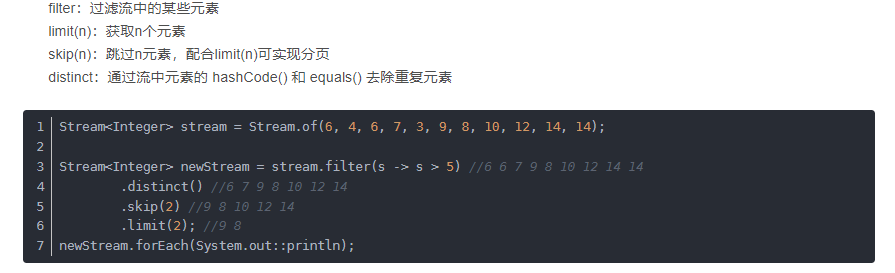 filter：过滤流中的某些元素
limit(n)：获取n个元素
skip(n)：跳过n元素，配合limit(n)可实现分页
distinct：通过流中元素的 hashCode() 和 equals() 去除重复元素
1 Stream<Integer> stream = Stream.of(6, 4, 6, 7, 3, 9, 8, 10, 12, 14, 14);
2
3 Stream<Integer> newStream = stream.filter(s -> s > 5) //6 6 7 9 8 10 12 14 14
4         .distinct() //6 7 9 8 10 12 14
5         .skip(2) //9 8 10 12 14
6         .limit(2); //9 8
7 newStream.forEach(System.out::println);